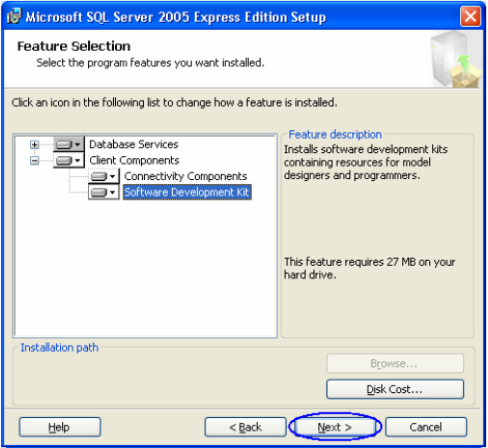 Microsoft SQL Server 2005 Express Edition Setup
Feature Selection
Select the program features you want installed.
Click an icon in the following list to change how a feature is installed.
Database Services
Client Components
Connectivity Components
Software Development Kit
Feature description
Installs software development kits
containing resources for model
designers and programmers.
This feature requires 27 MB on your
hard drive.
Installation path
Browse...
Disk Cost...
Help
< Back
Next >
Cancel